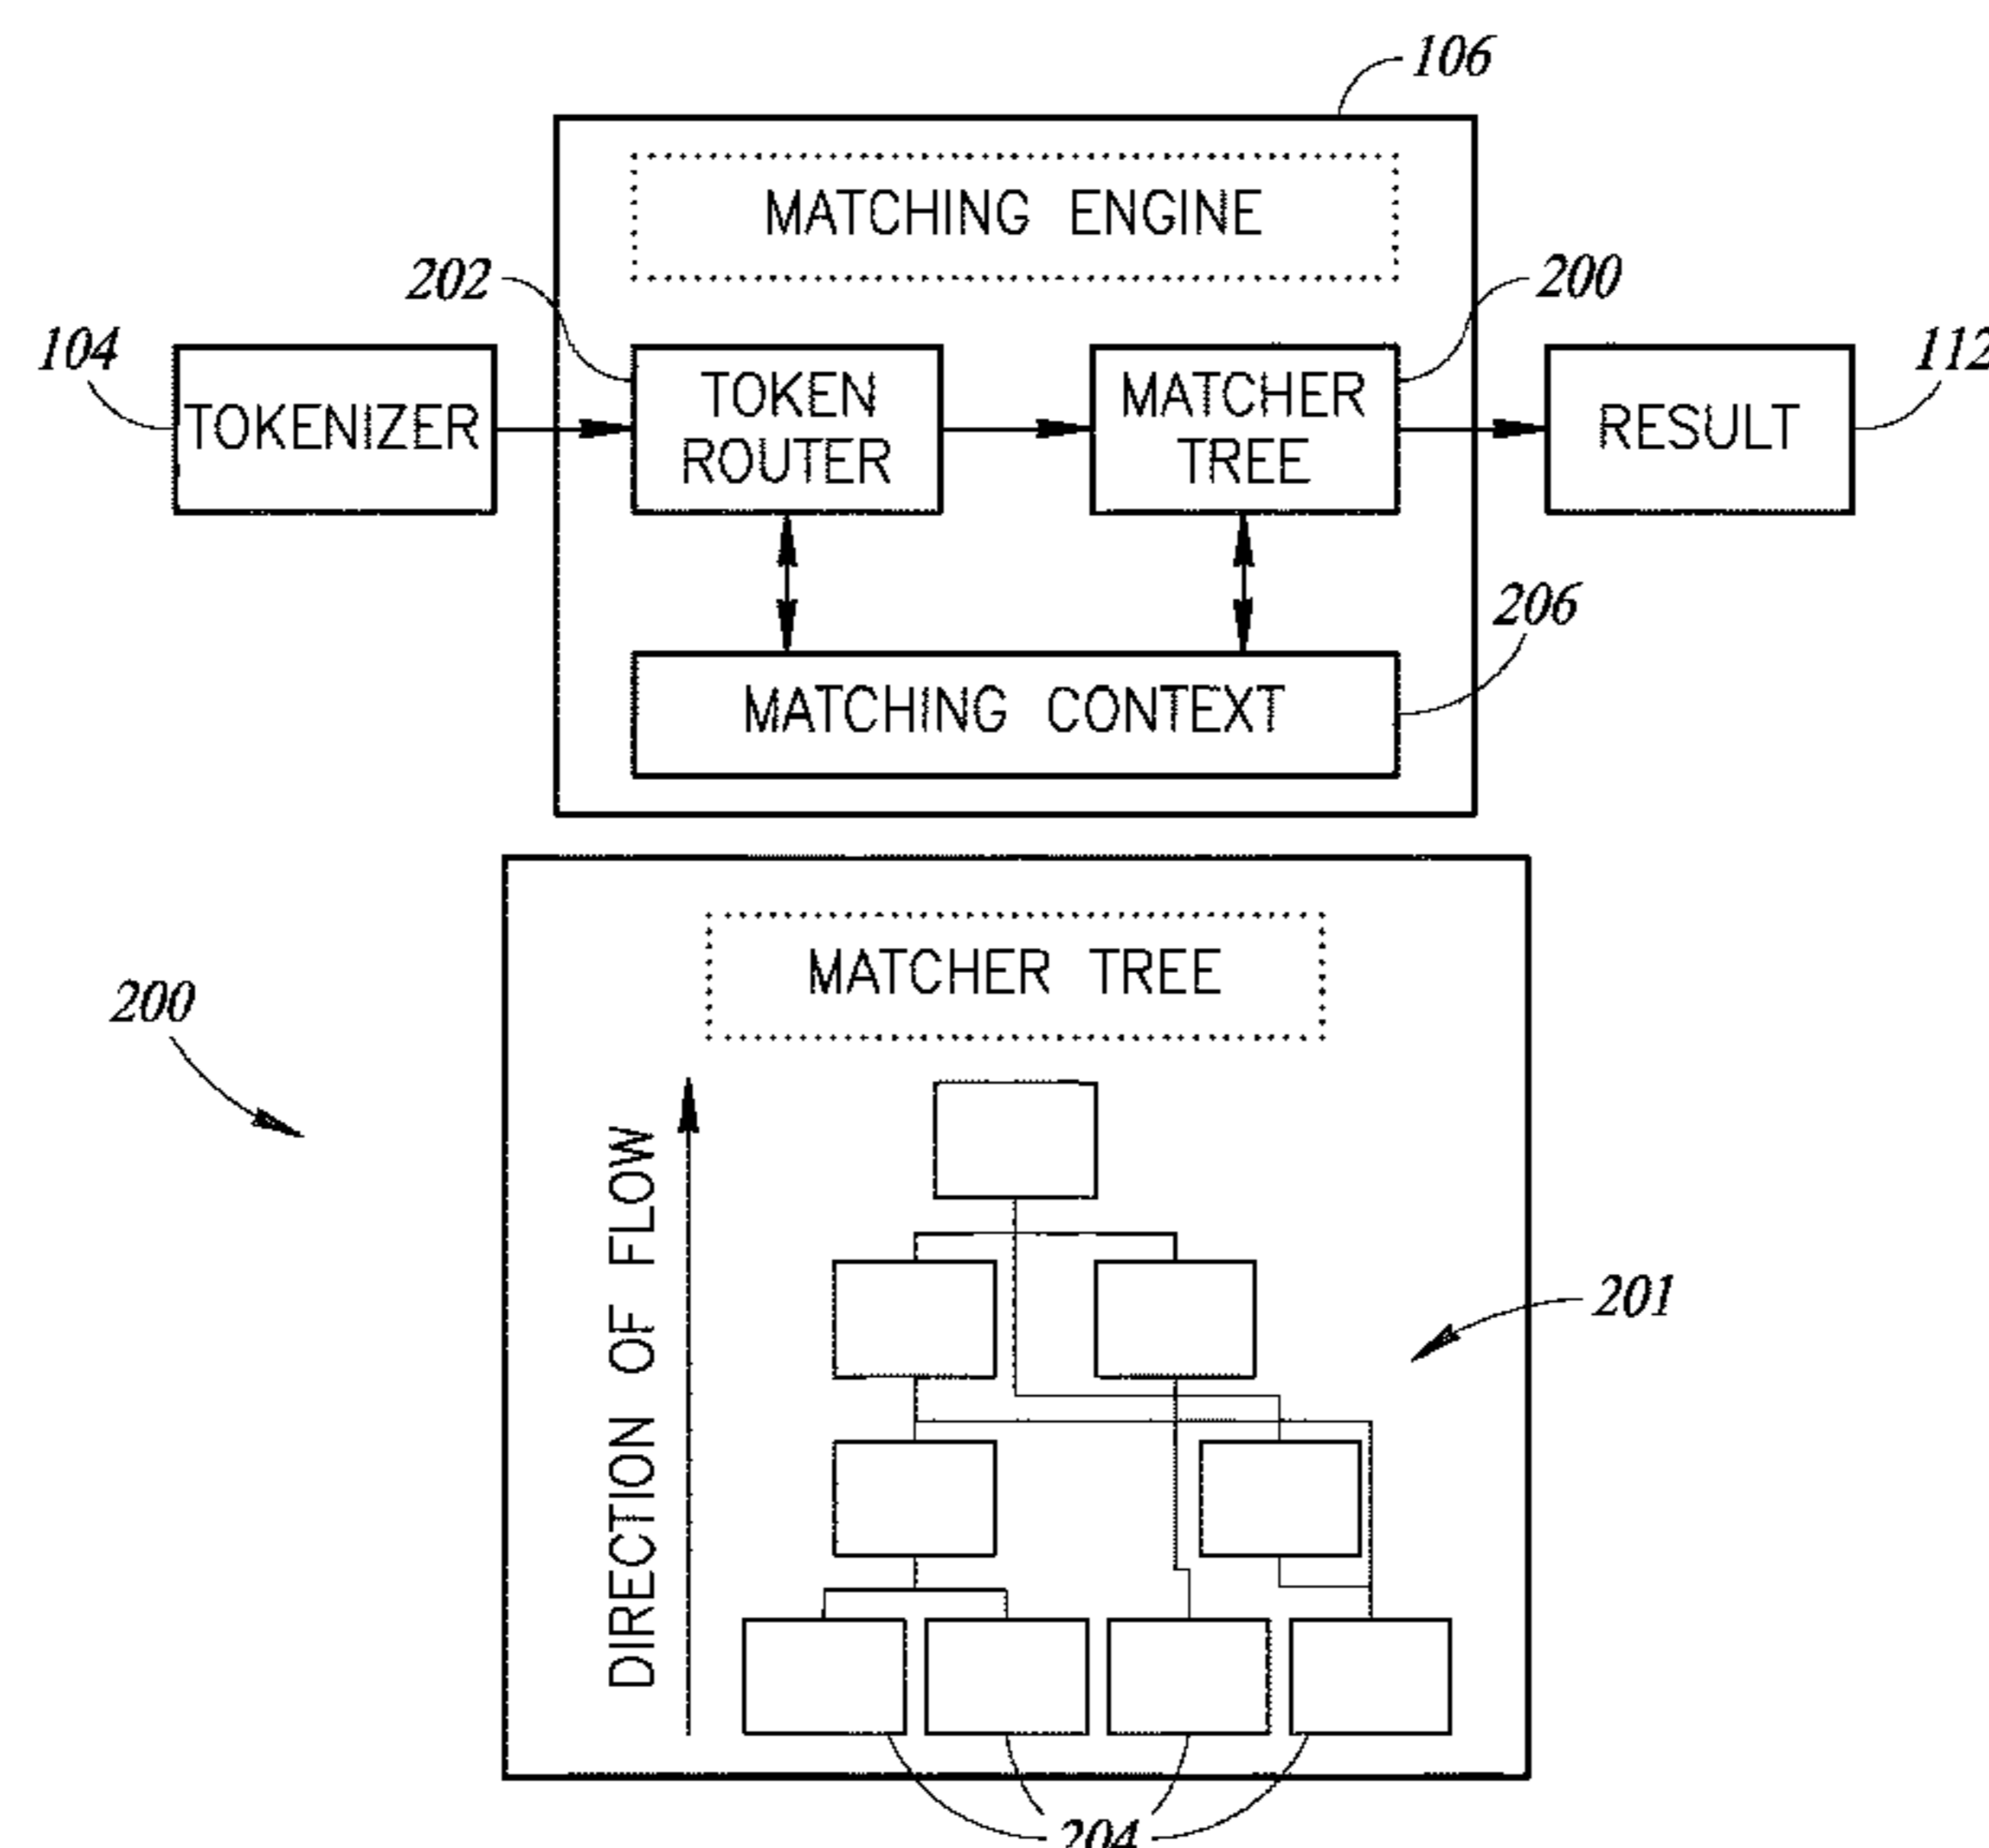 106
MATCHING ENGINE
202
200
104
TOKENIZER
TOKEN
ROUTER
MATCHER
TREE
RESULT
112
206
MATCHING CONTEXT
MATCHER TREE
200
DIRECTION OF FLOW
201
204